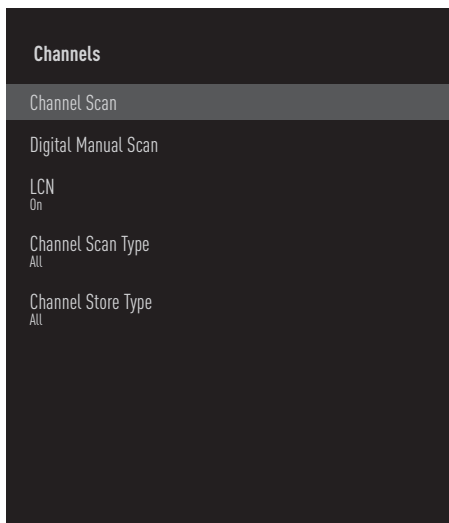 Channels
Channel Scan
Digital Manual Scan
LCN
On
Channel Scan Type
All
Channel Store Type
All